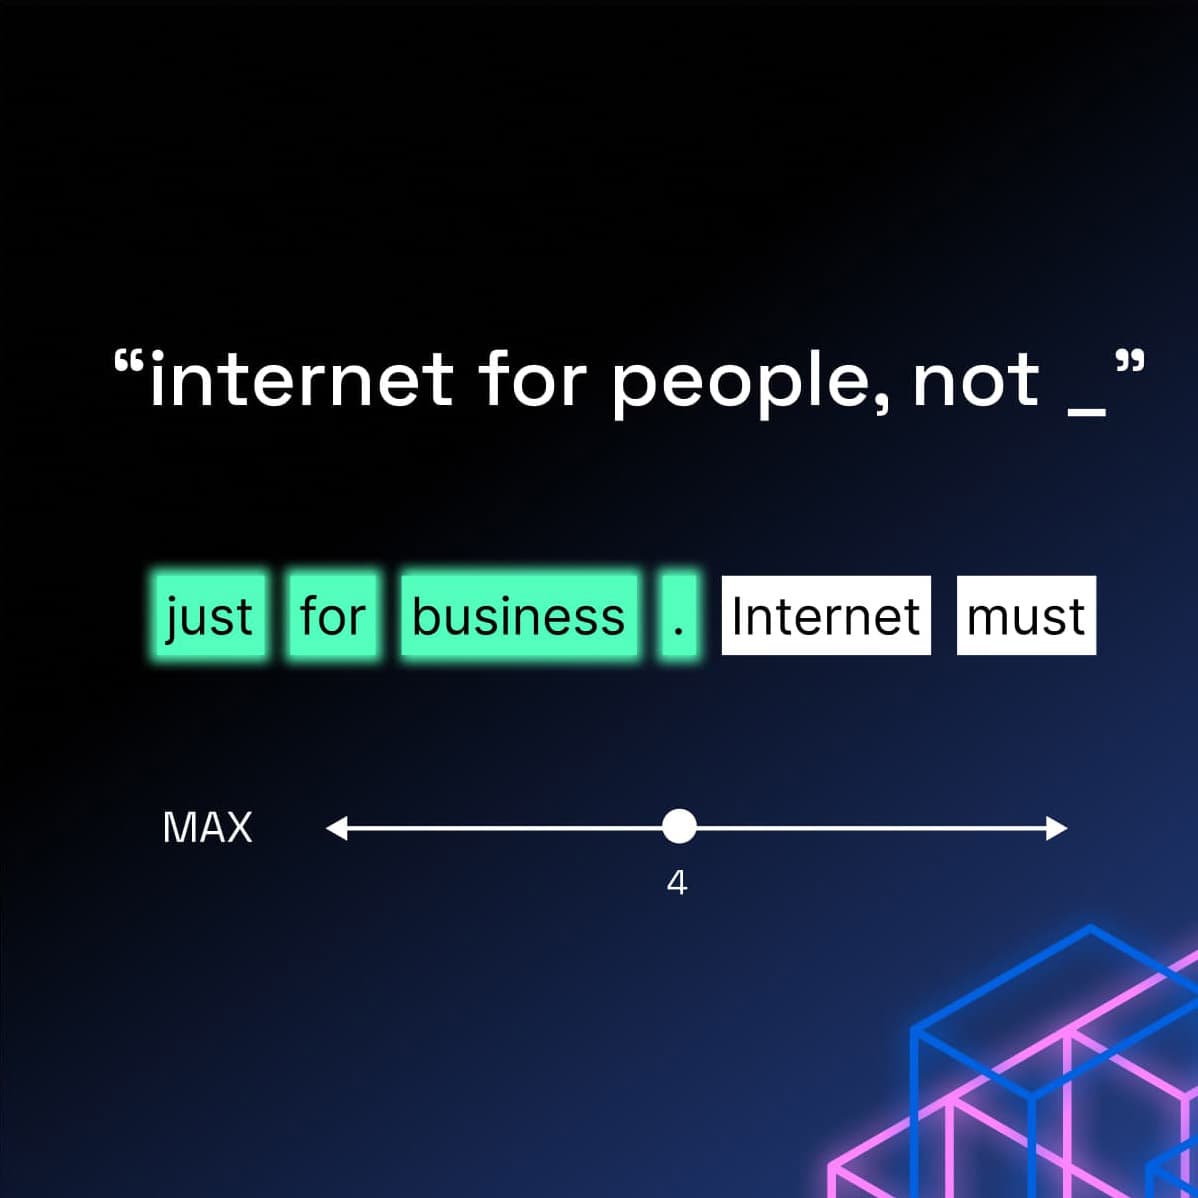 “internet for people, not _”
just for business . Internet must
MAX
4